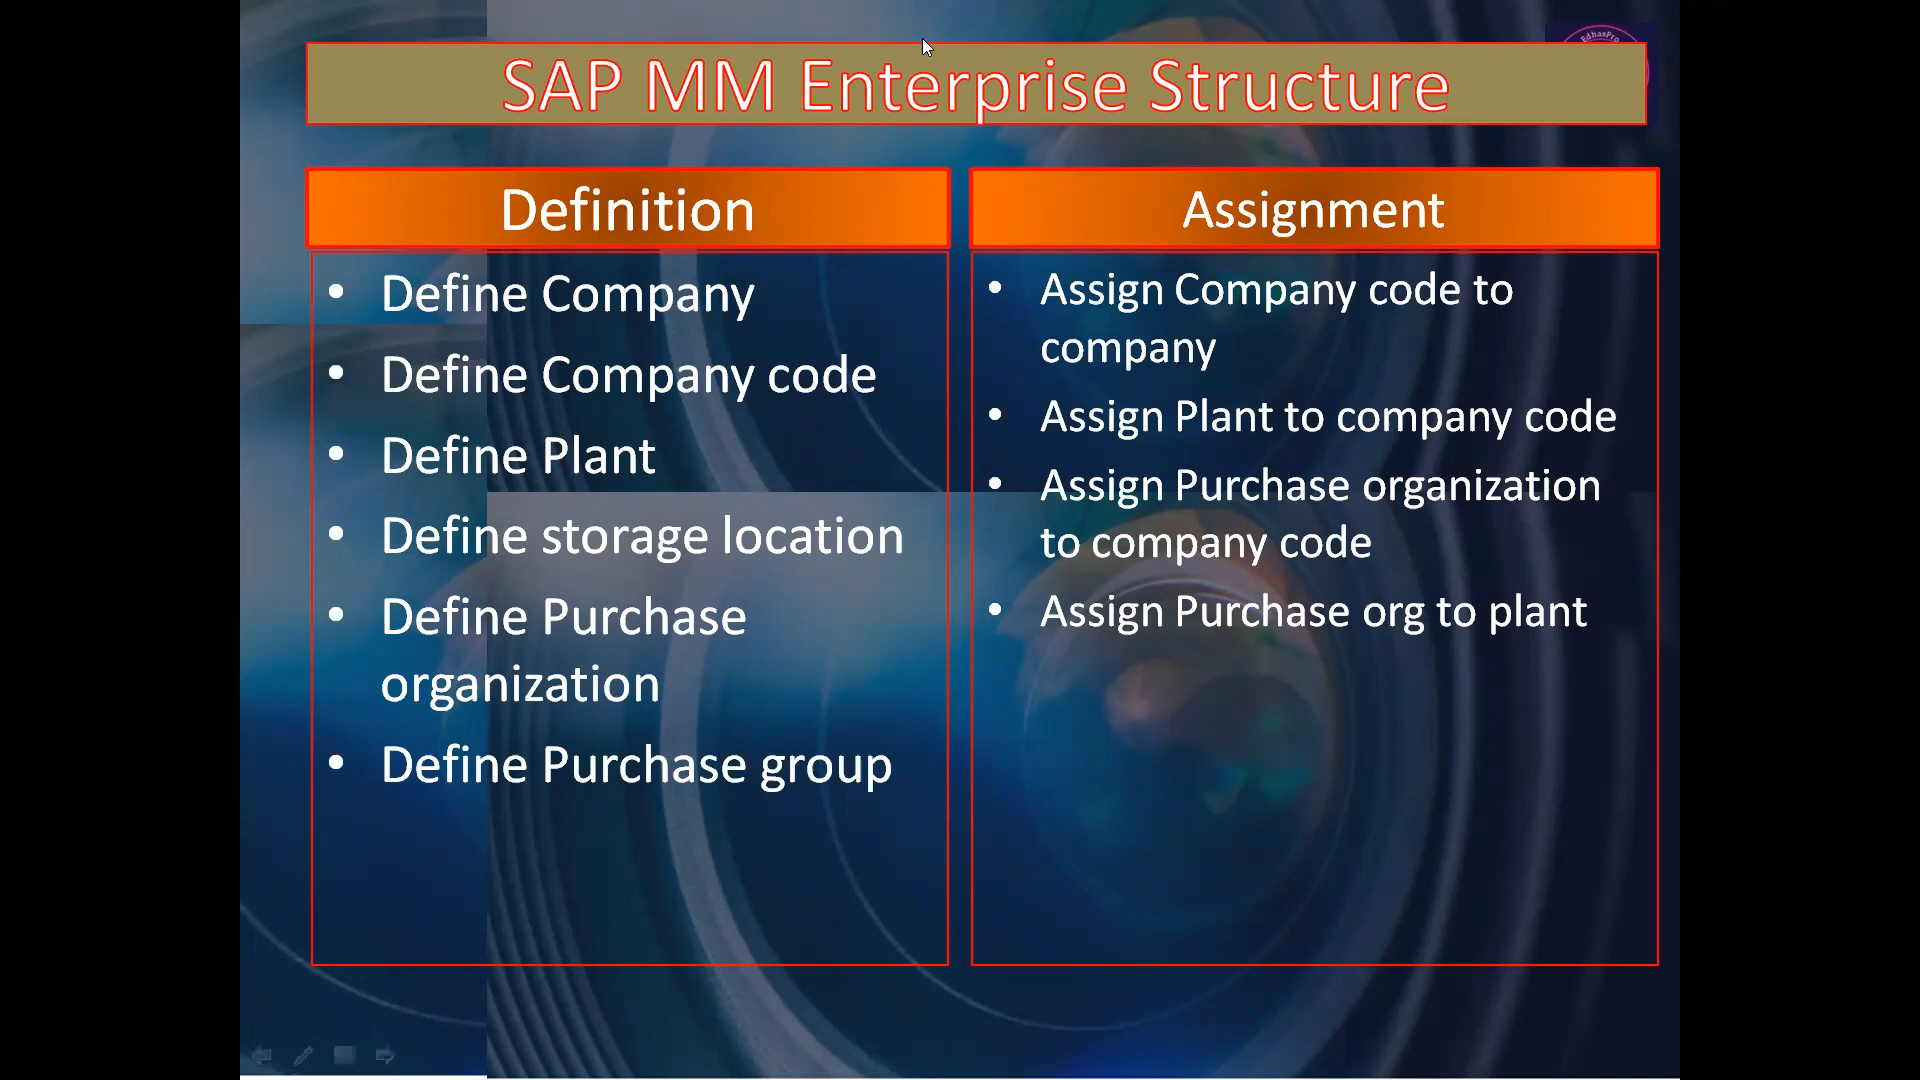 EdhasPro
SAP MM Enterprise Structure
Definition
• Define Company
• Define Company code
• Define Plant
• Define storage location
• Define Purchase
organization
• Define Purchase group
Assignment
• Assign Company code to
company
• Assign Plant to company code
• Assign Purchase organization
to company code
• Assign Purchase org to plant